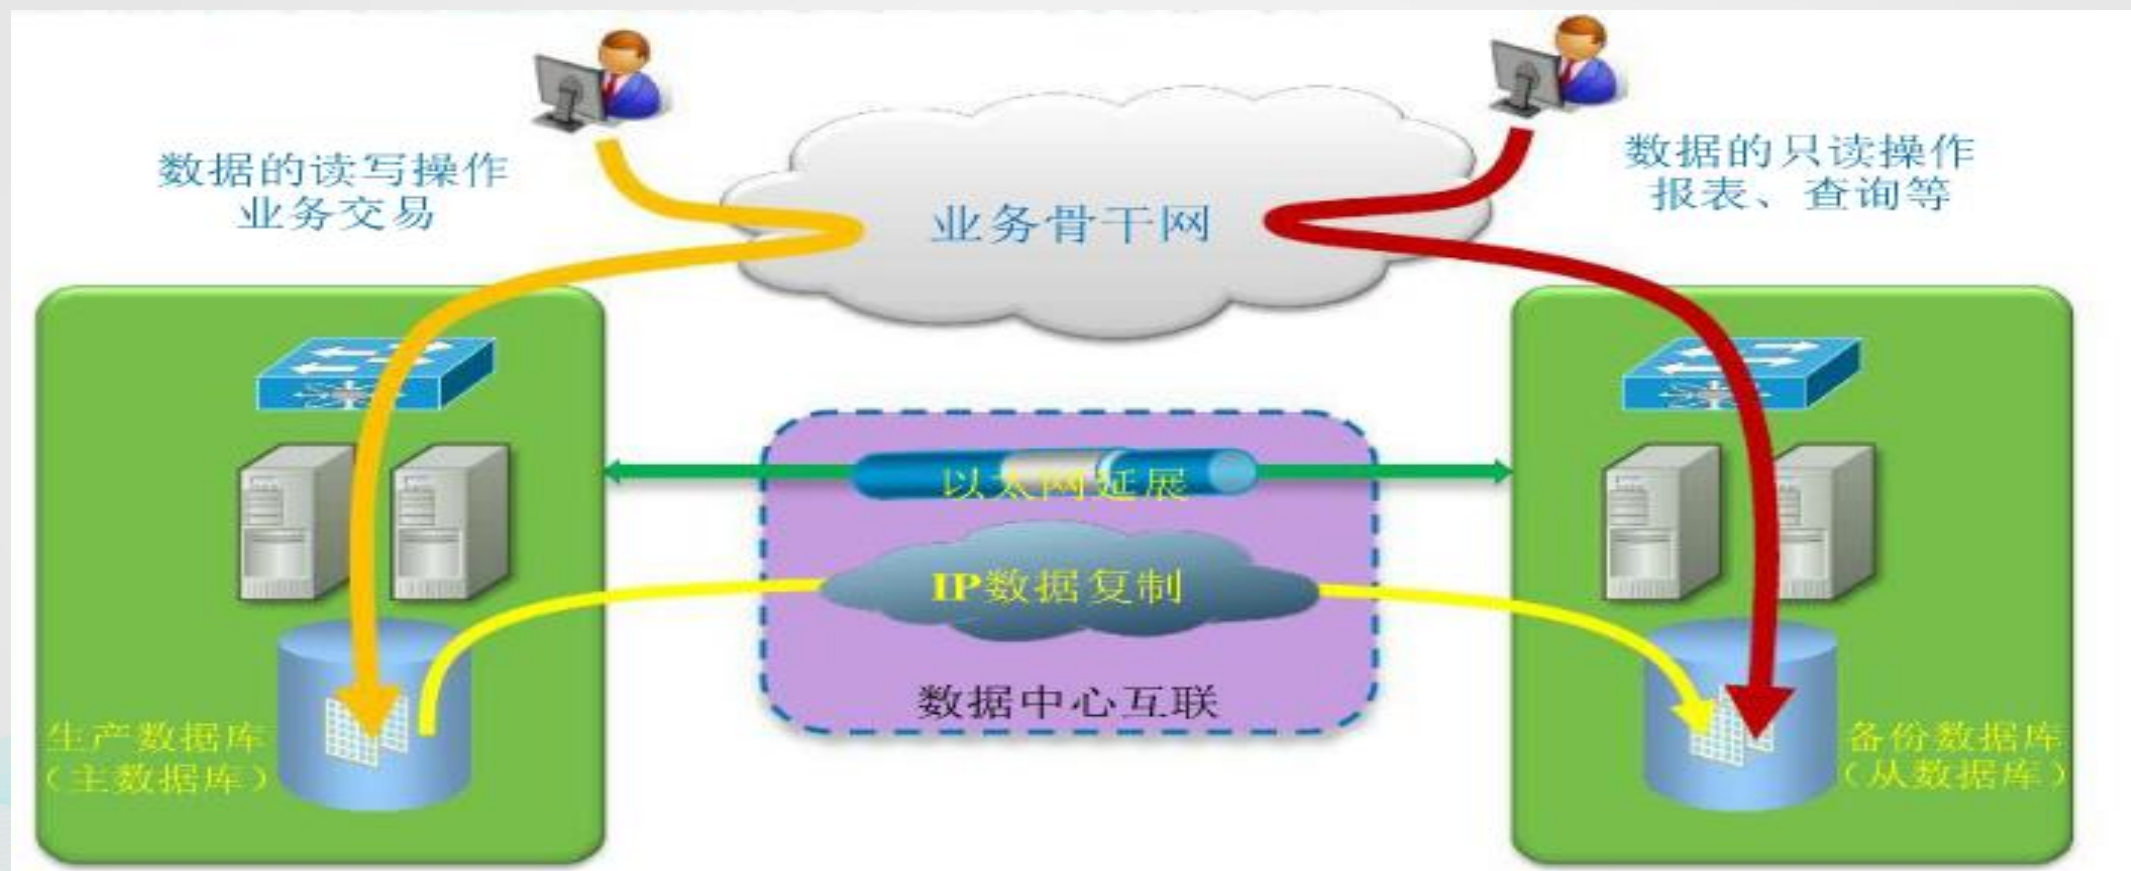 数据的读写操作
业务交易
业务骨干网
数据的只读操作
报表、查询等
以太网延展
IP数据复制
数据中心互联
生产数据库
（主数据库）
备份数据库
（从数据库）